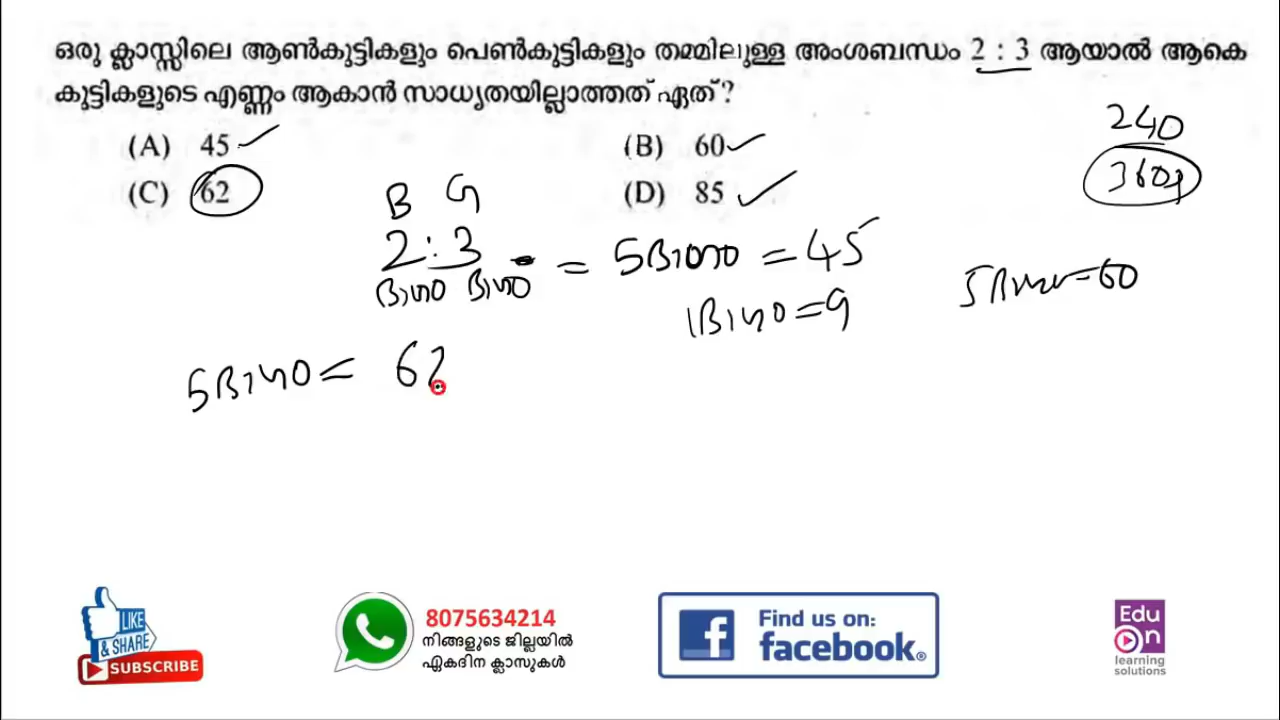 ഒരു ക്ലാസ്സിലെ ആൺകുട്ടികളും പെൺകുട്ടികളും തമ്മിലുള്ള അംശബന്ധം 2 : 3 ആയാൽ ആകെ
കുട്ടികളുടെ എണ്ണം ആകാൻ സാധ്യതയില്ലാത്തത് ഏത് ?
240
(A) 45 (B) 60
(C) 62 (D) 85
B G
2 : 3 = 5 = 45
5 = 60
1 = 9
5 = 62
LIKE
& SHARE
SUBSCRIBE
8075634214
നിങ്ങളുടെ ജില്ലയിൽ
ഏകദിന ക്ലാസുകൾ
Find us on:
facebook®
Edu
On
learning
solutions